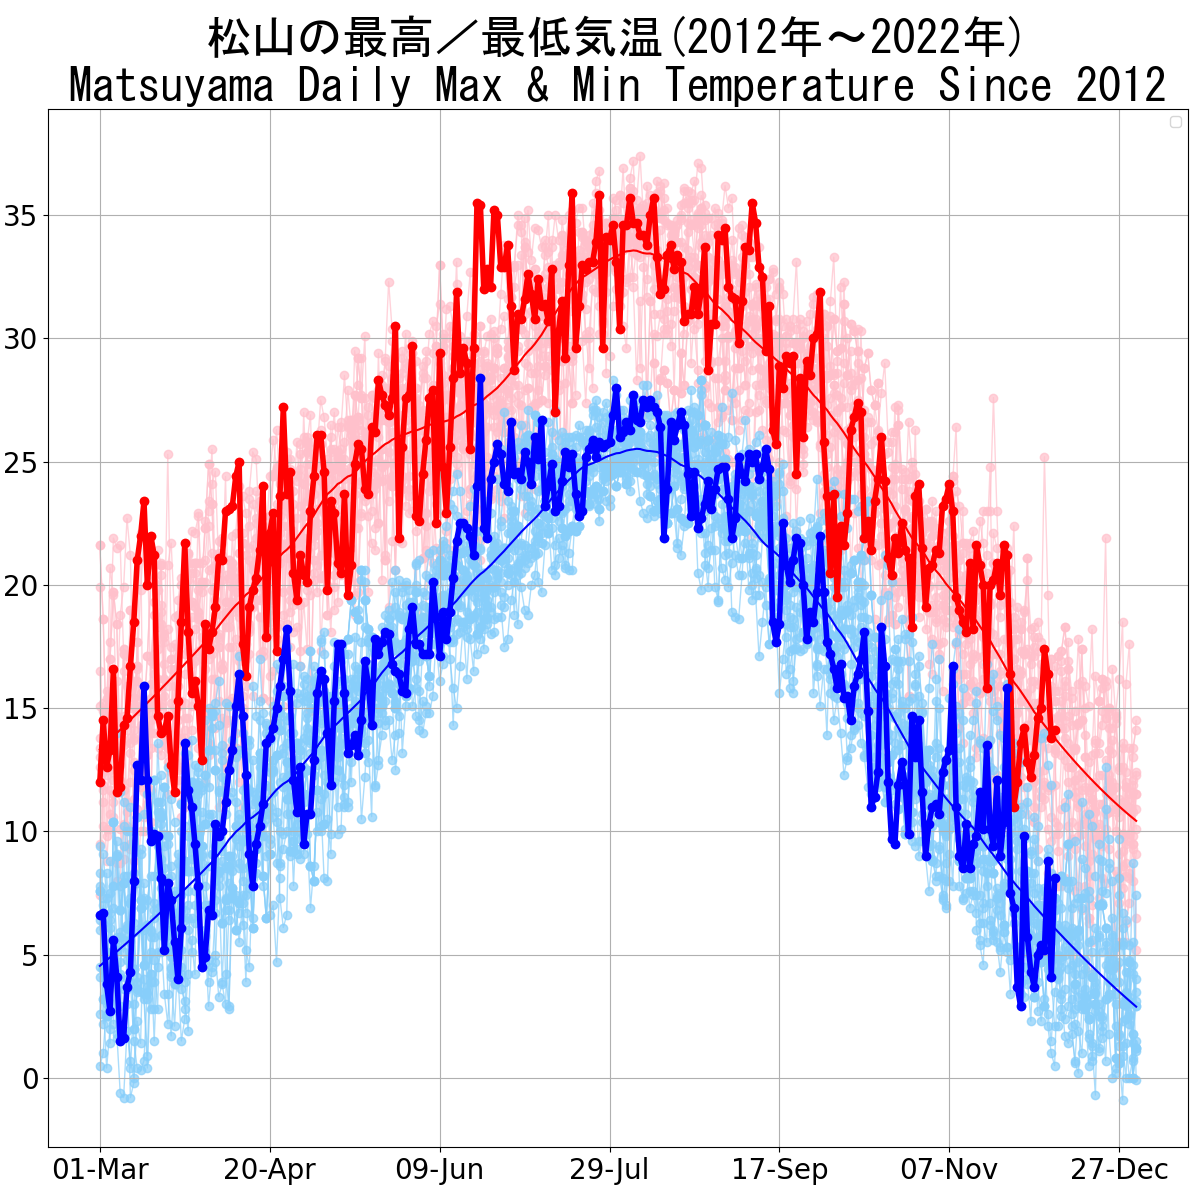 松山の最高／最低気温(2012年～2022年)
Matsuyama Daily Max & Min Temperature Since 2012
35
30
25
20
15
10
5
0
01-Mar 20-Apr 09-Jun 29-Jul 17-Sep 07-Nov 27-Dec